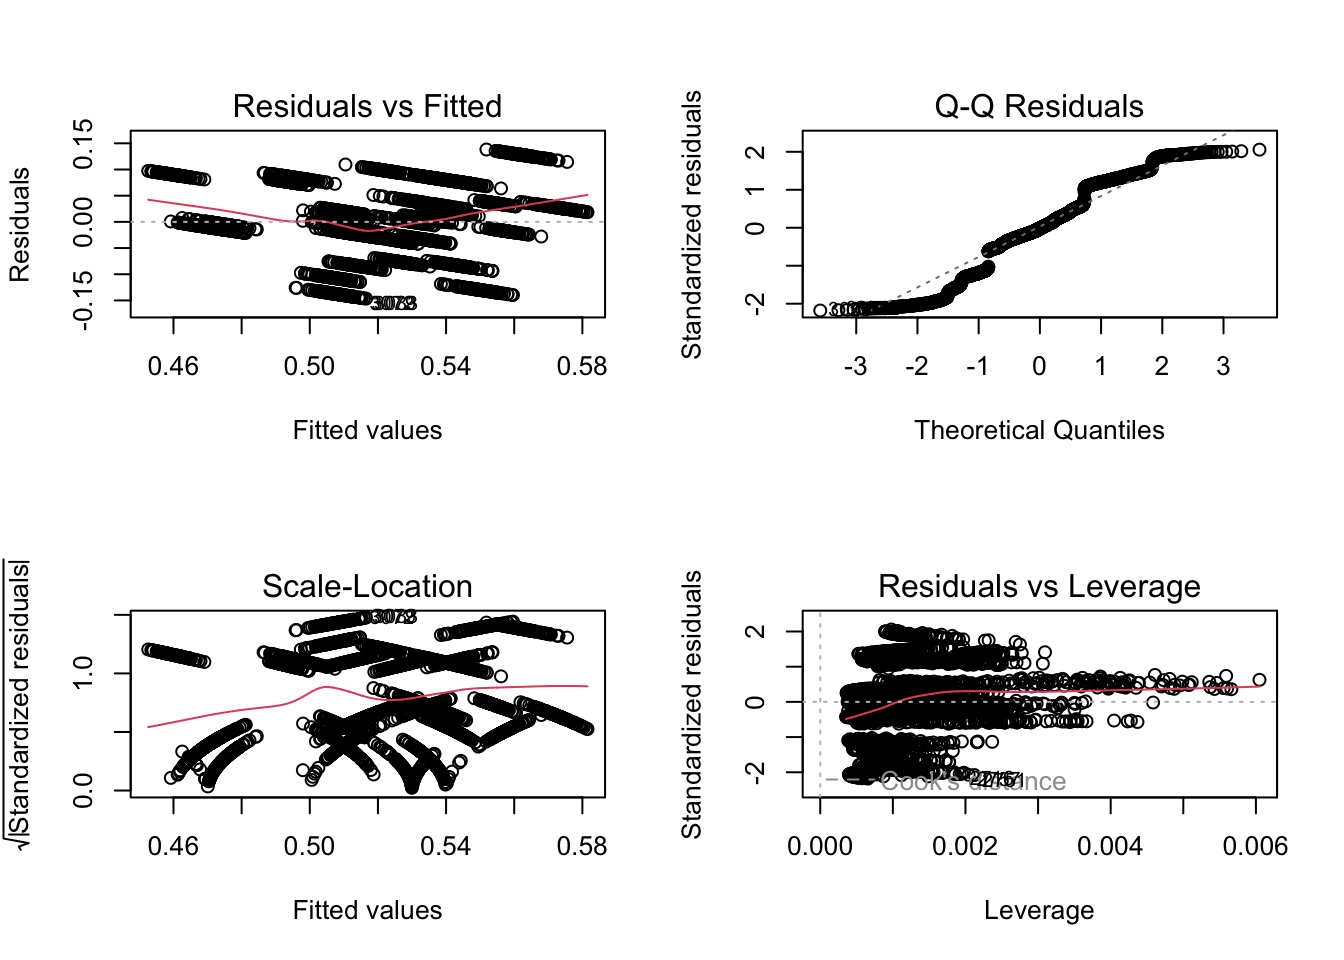 Residuals vs Fitted
Residuals
-0.15 0.00 0.15
0.46 0.50 0.54 0.58
Fitted values
Q-Q Residuals
Standardized residuals
-2 0 1 2
-3 -2 -1 0 1 2 3
Theoretical Quantiles
Scale-Location
√|Standardized residuals|
0.0 1.0
0.46 0.50 0.54 0.58
Fitted values
Residuals vs Leverage
Standardized residuals
-2 0 2
Cook's distance
0.000 0.002 0.004 0.006
Leverage